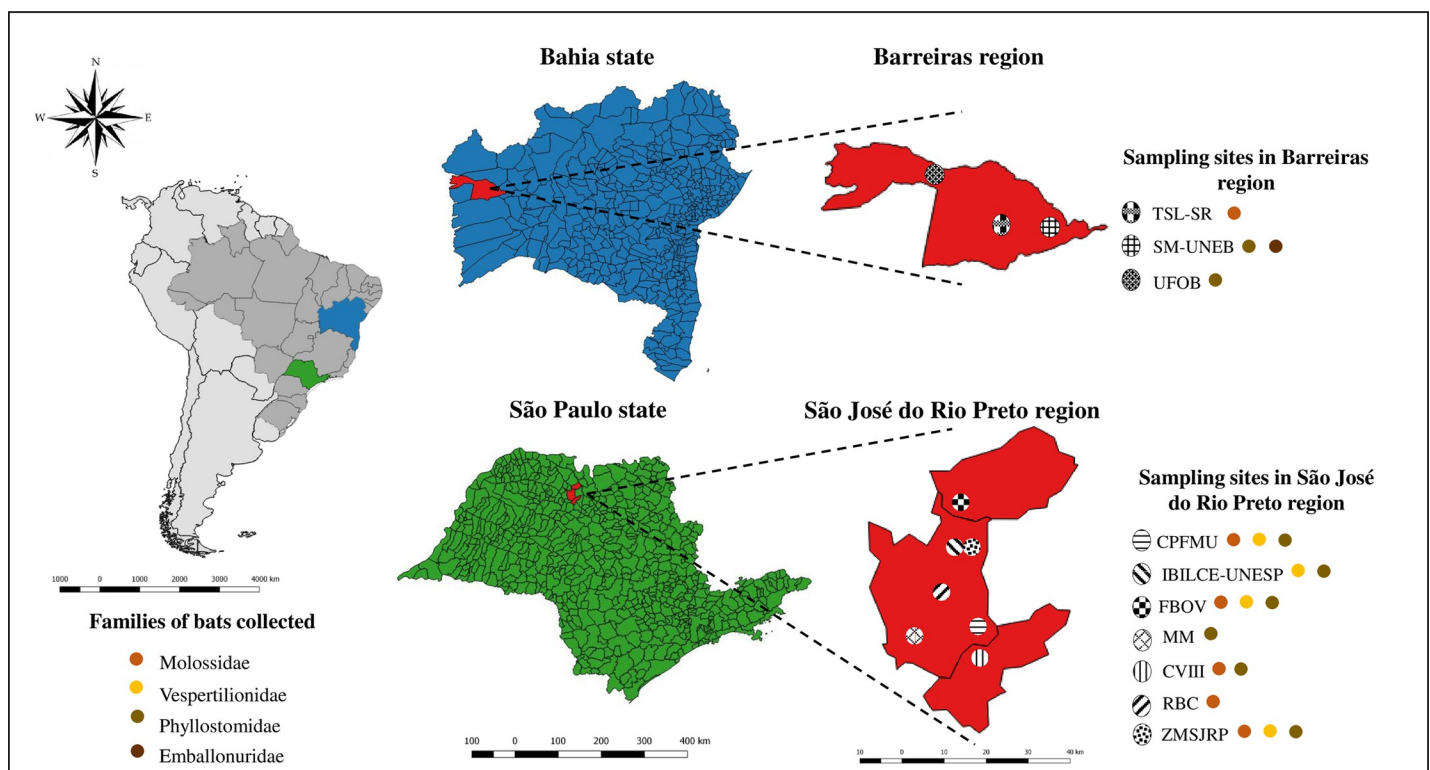 Bahia state
Barreiras region
N
W
E
S
Sampling sites in Barreiras
region
TSL-SR
SM-UNEB
UFOB
São Paulo state
São José do Rio Preto region
Sampling sites in São José
do Rio Preto region
CPFMU
IBILCE-UNESP
FBOV
MM
CVIII
RBC
ZMSJRP
1000 0 1000 2000 3000 4000 km
Families of bats collected
Molossidae
Vespertilionidae
Phyllostomidae
Emballonuridae
100 0 100 200 300 400 km
10 0 10 20 30 40 km